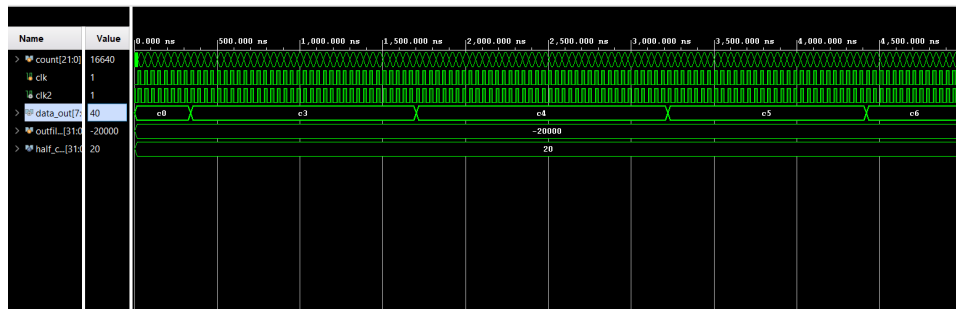 Name Value 0.000 ns 500.000 ns 1,000.000 ns 1,500.000 ns 2,000.000 ns 2,500.000 ns 3,000.000 ns 3,500.000 ns 4,000.000 ns 4,500.000 ns
> count[21:0] 16640
clk 1
clk2 1
> data_out[7: 40 c0 c3 c4 c5 c6
> outfil...[31:0 -20000 -20000
> half_c...[31:0 20 20